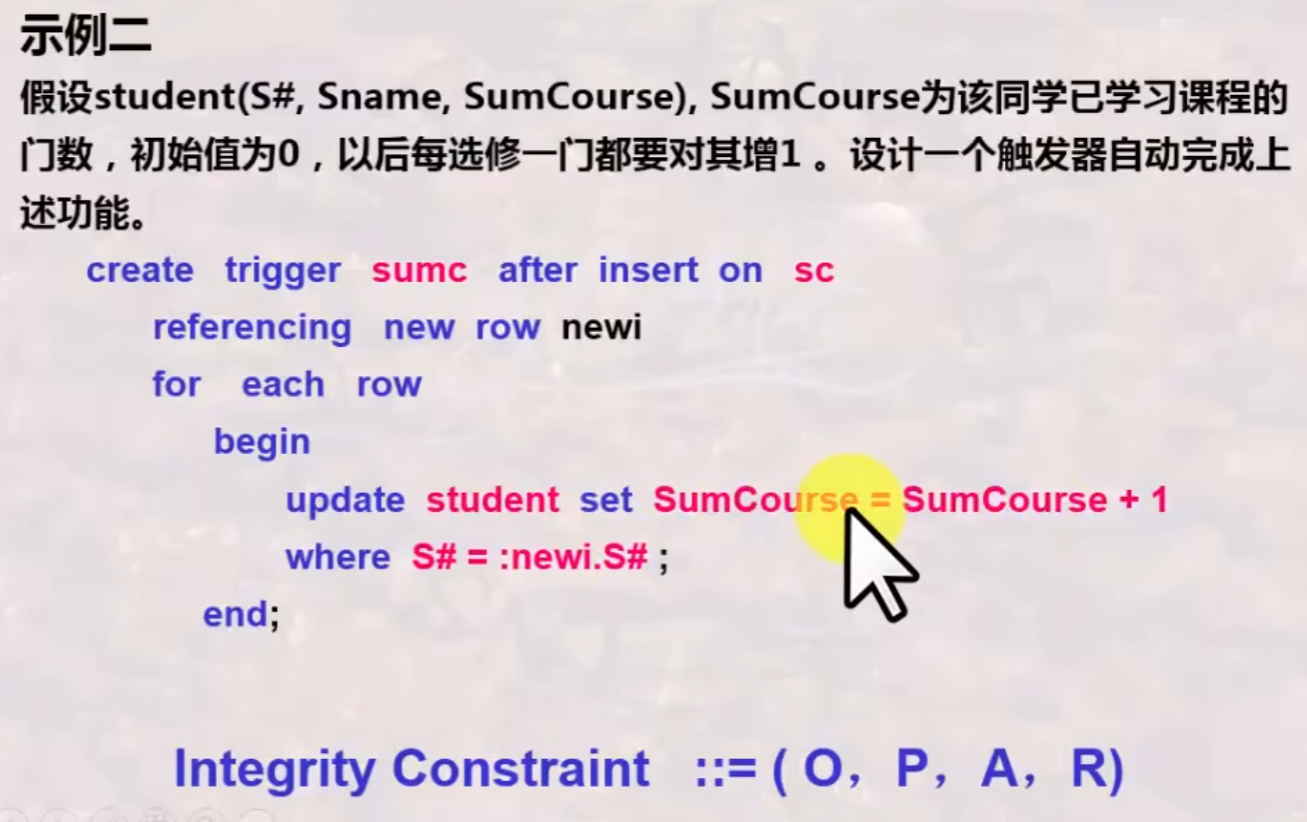 示例二
假设student(S#, Sname, SumCourse), SumCourse为该同学已学习课程的
门数，初始值为0，以后每选修一门都要对其增1 。设计一个触发器自动完成上
述功能。
create trigger sumc after insert on sc
referencing new row newi
for each row
begin
update student set SumCourse = SumCourse + 1
where S# = :newi.S# ;
end;
Integrity Constraint ::= ( O，P，A，R)